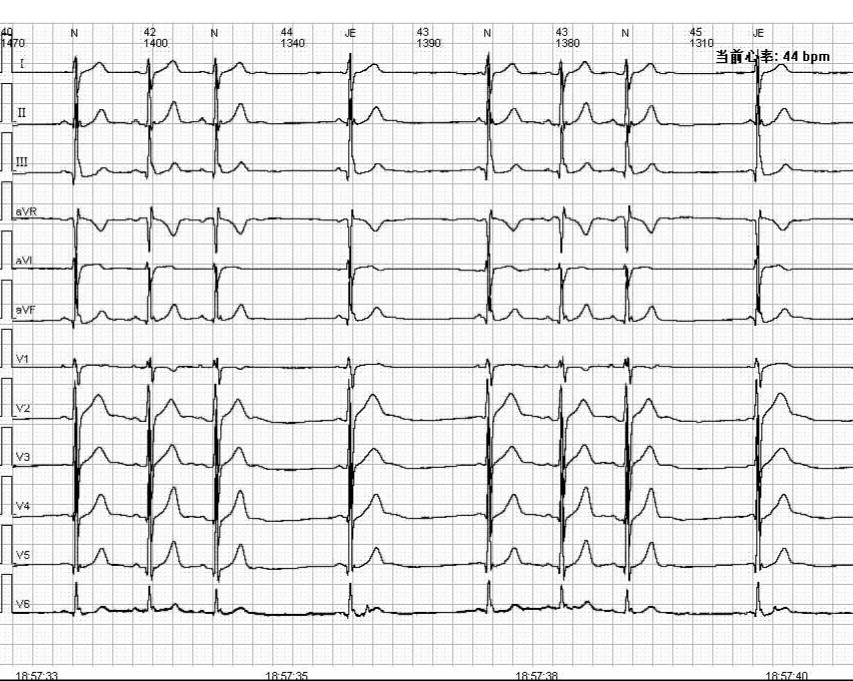 40 N 42 N 44 JE 43 N 43 N 45 JE
1470 1400 1340 1390 1380 1310
当前心率: 44 bpm
I
II
III
aVR
aVL
aVF
V1
V2
V3
V4
V5
V6
18:57:33 18:57:35 18:57:38 18:57:40